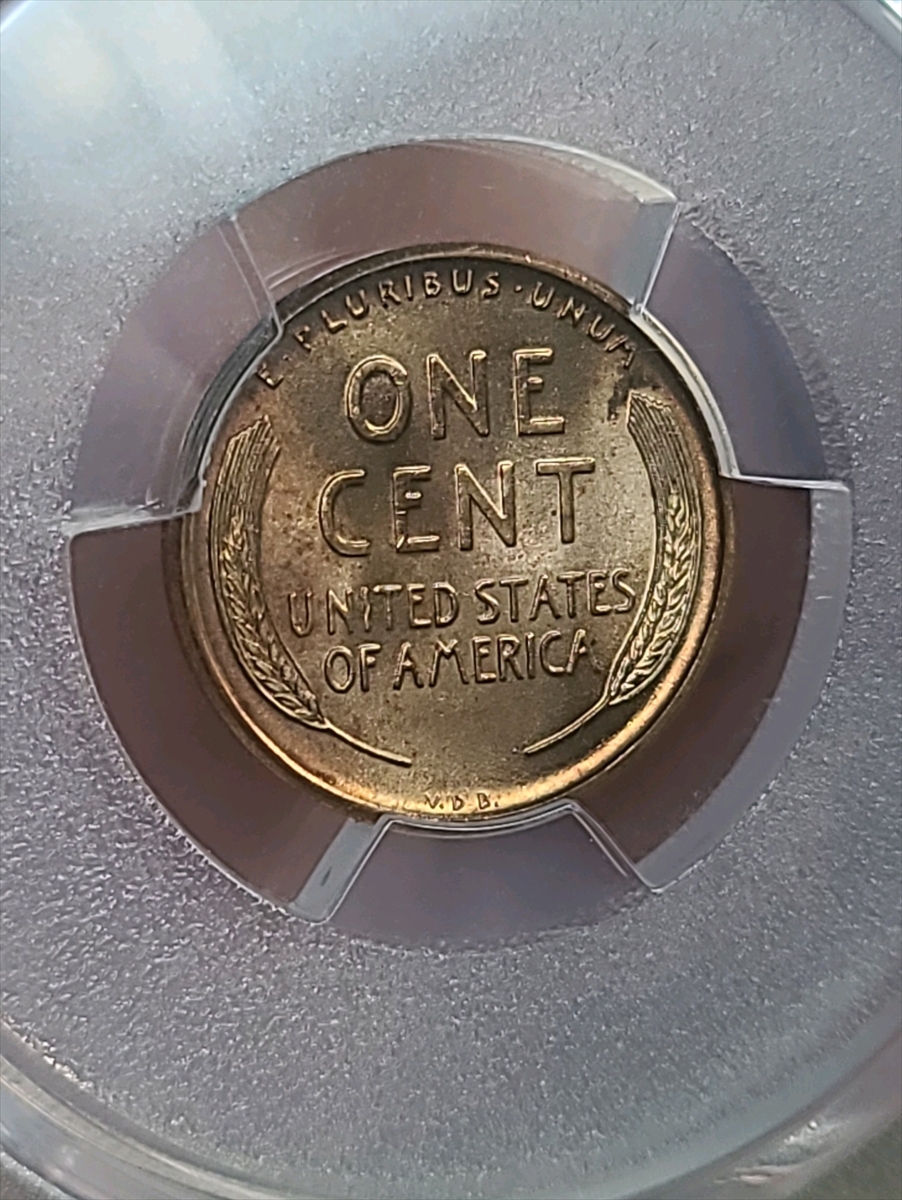 E·PLURIBUS·UNUM
ONE
CENT
UNITED STATES
OF AMERICA
V.D.B.